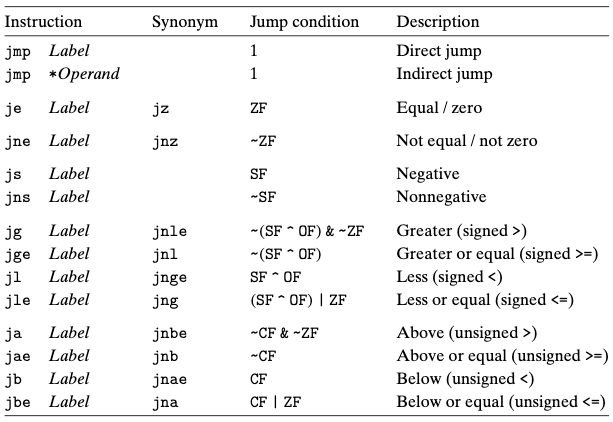 Instruction Synonym Jump condition Description
jmp Label 1 Direct jump
jmp *Operand 1 Indirect jump
je Label jz ZF Equal / zero
jne Label jnz ~ZF Not equal / not zero
js Label SF Negative
jns Label ~SF Nonnegative
jg Label jnle ~(SF ^ OF) & ~ZF Greater (signed >)
jge Label jnl ~(SF ^ OF) Greater or equal (signed >=)
jl Label jnge SF ^ OF Less (signed <)
jle Label jng (SF ^ OF) | ZF Less or equal (signed <=)
ja Label jnbe ~CF & ~ZF Above (unsigned >)
jae Label jnb ~CF Above or equal (unsigned >=)
jb Label jnae CF Below (unsigned <)
jbe Label jna CF | ZF Below or equal (unsigned <=)